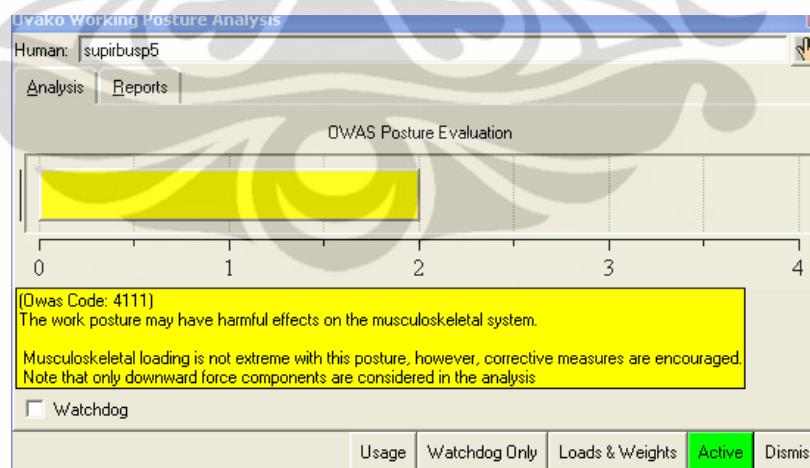 Ovako Working Posture Analysis
Human: supirbusp5
Analysis Reports
OWAS Posture Evaluation
0 1 2 3 4
(Owas Code: 4111)
The work posture may have harmful effects on the musculoskeletal system.
Musculoskeletal loading is not extreme with this posture, however, corrective measures are encouraged.
Note that only downward force components are considered in the analysis
Watchdog
Usage Watchdog Only Loads & Weights Active Dismis